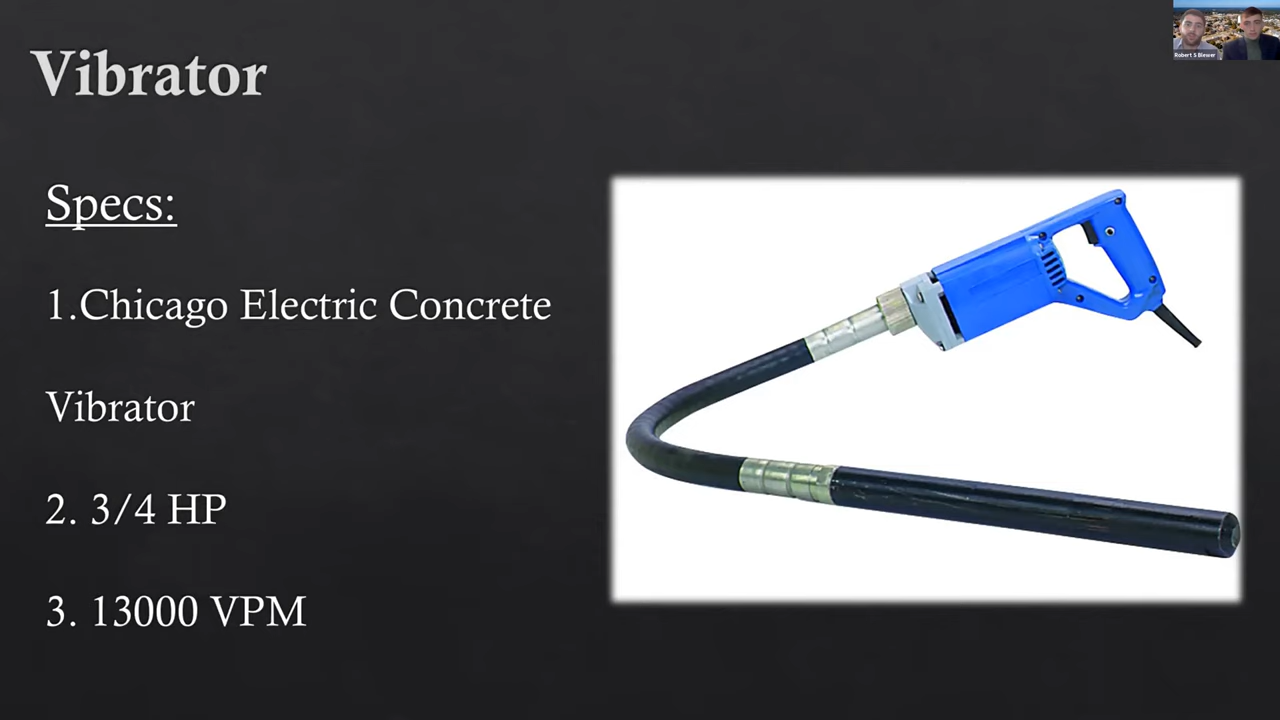 Vibrator
Robert S Biewer
Specs:
1.Chicago Electric Concrete
Vibrator
2. 3/4 HP
3. 13000 VPM